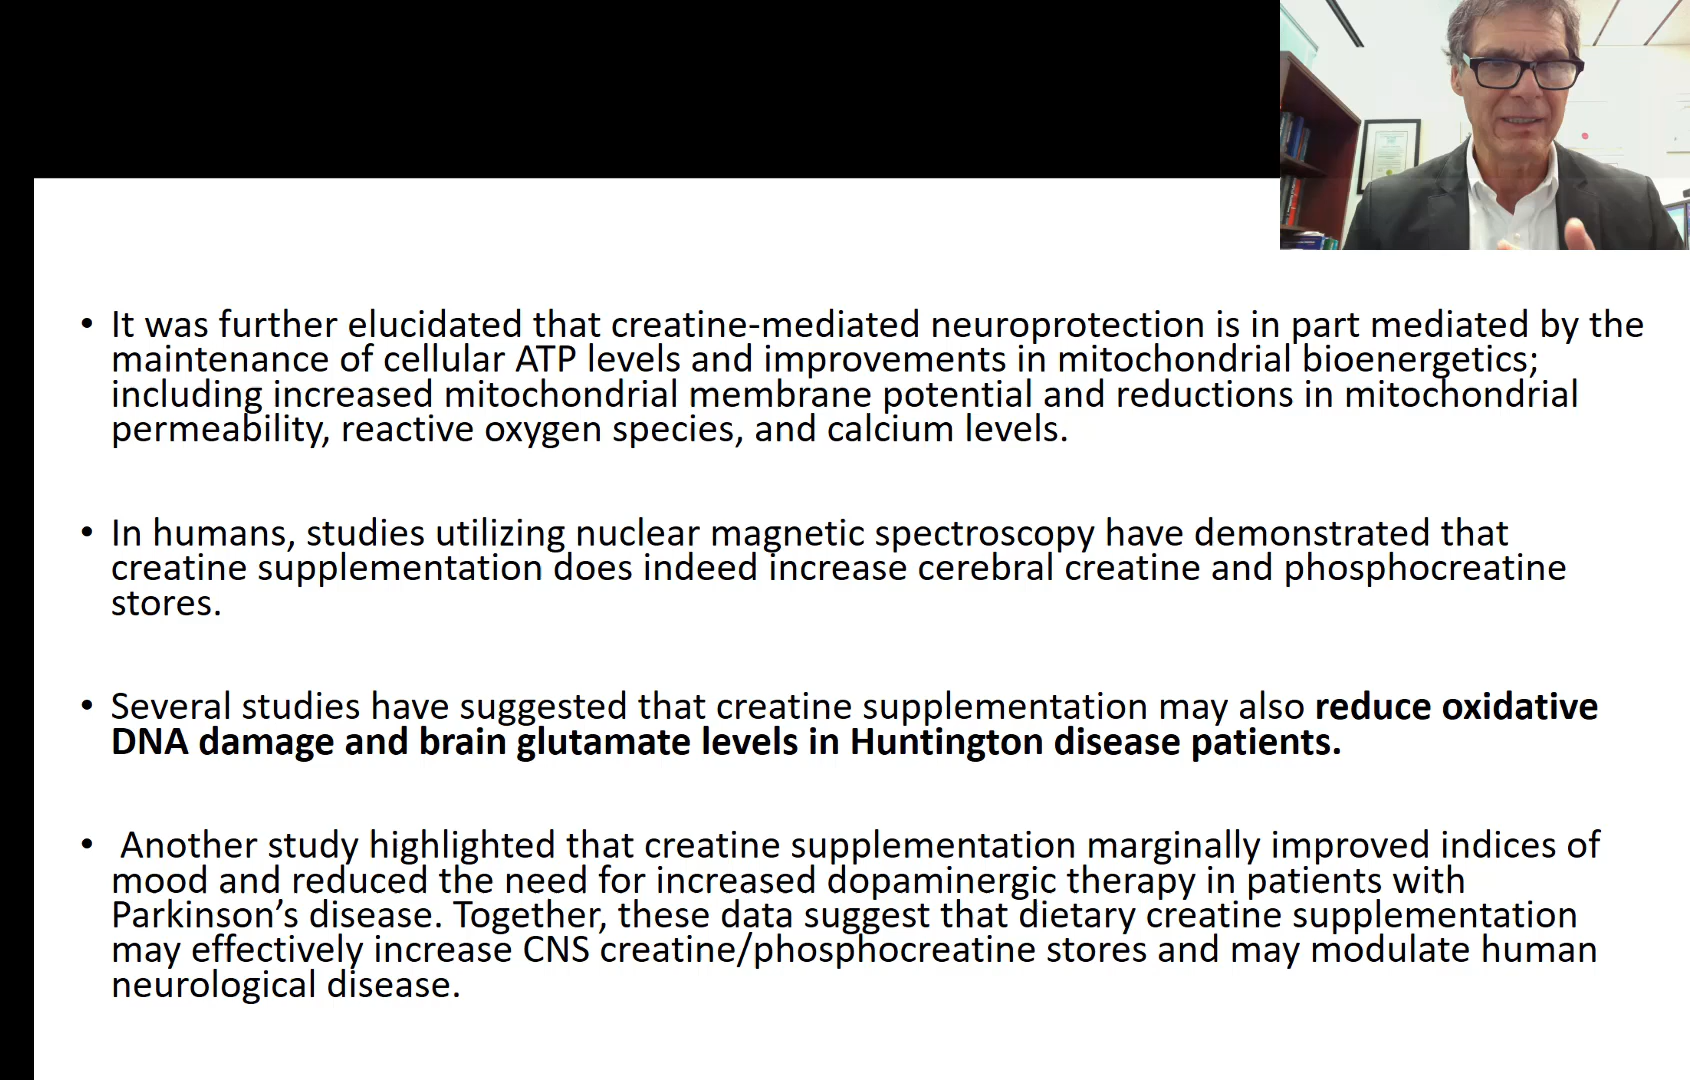 • It was further elucidated that creatine-mediated neuroprotection is in part mediated by the
maintenance of cellular ATP levels and improvements in mitochondrial bioenergetics;
including increased mitochondrial membrane potential and reductions in mitochondrial
permeability, reactive oxygen species, and calcium levels.
• In humans, studies utilizing nuclear magnetic spectroscopy have demonstrated that
creatine supplementation does indeed increase cerebral creatine and phosphocreatine
stores.
• Several studies have suggested that creatine supplementation may also reduce oxidative
DNA damage and brain glutamate levels in Huntington disease patients.
• Another study highlighted that creatine supplementation marginally improved indices of
mood and reduced the need for increased dopaminergic therapy in patients with
Parkinson’s disease. Together, these data suggest that dietary creatine supplementation
may effectively increase CNS creatine/phosphocreatine stores and may modulate human
neurological disease.